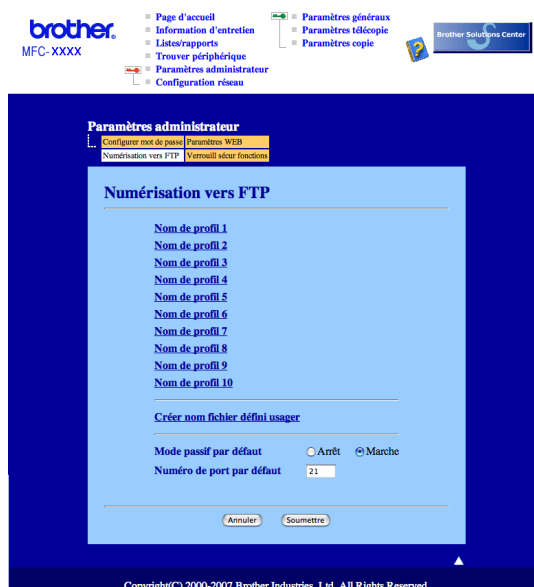 brother.
MFC-XXXX
Page d'accueil
Information d'entretien
Listes/rapports
Trouver périphérique
Paramètres administrateur
Configuration réseau
Paramètres généraux
Paramètres télécopie
Paramètres copie
Brother Solutions Center
Paramètres administrateur
Configurer mot de passe Paramètres WEB
Numérisation vers FTP Verrouill sécur fonctions
Numérisation vers FTP
Nom de profil 1
Nom de profil 2
Nom de profil 3
Nom de profil 4
Nom de profil 5
Nom de profil 6
Nom de profil 7
Nom de profil 8
Nom de profil 9
Nom de profil 10
Créer nom fichier défini usager
Mode passif par défaut Arrêt Marche
Numéro de port par défaut 21
Annuler Soumettre
Copyright(C) 2000-2007 Brother Industries, Ltd. All Rights Reserved.